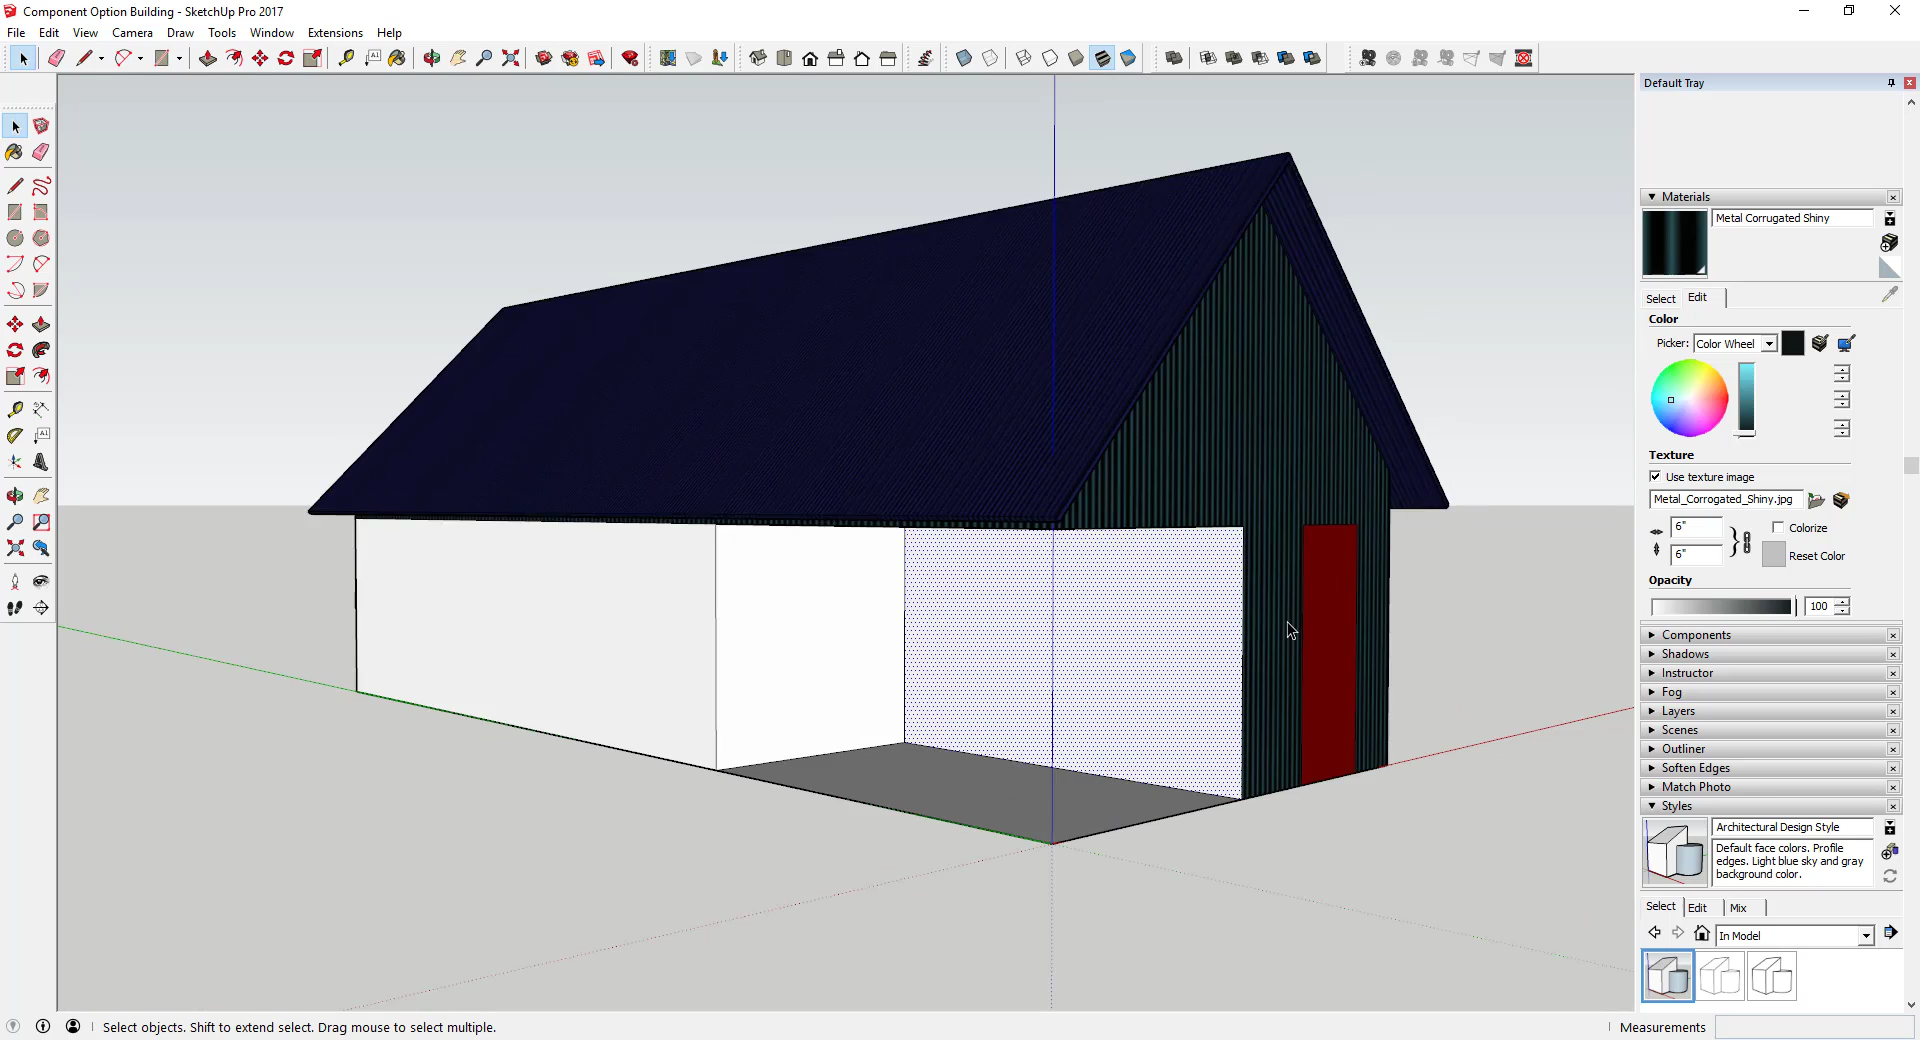 Component Option Building - SketchUp Pro 2017
File Edit View Camera Draw Tools Window Extensions Help
Default Tray
Materials
Metal Corrugated Shiny
Select Edit
Color
Picker: Color Wheel
Texture
Use texture image
Metal_Corrogated_Shiny.jpg
6" Colorize
6" Reset Color
Opacity
100
Components
Shadows
Instructor
Fog
Layers
Scenes
Outliner
Soften Edges
Match Photo
Styles
Architectural Design Style
Default face colors. Profile
edges. Light blue sky and gray
background color.
Select Edit Mix
In Model
Select objects. Shift to extend select. Drag mouse to select multiple. Measurements